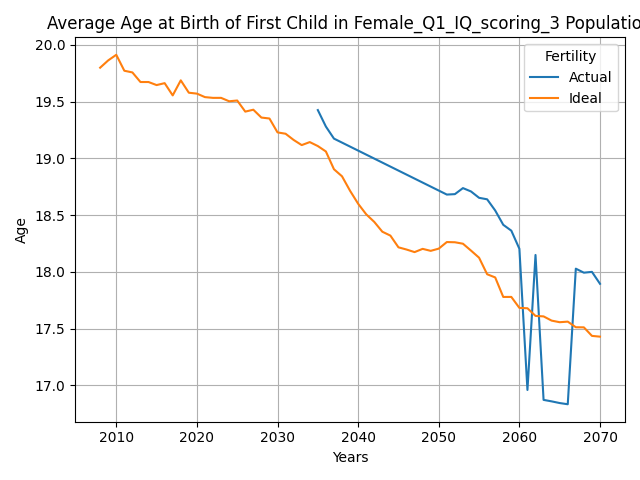 Average Age at Birth of First Child in Female_Q1_IQ_scoring_3 Populatio
Fertility
Actual
Ideal
Age
20.0
19.5
19.0
18.5
18.0
17.5
17.0
2010 2020 2030 2040 2050 2060 2070
Years